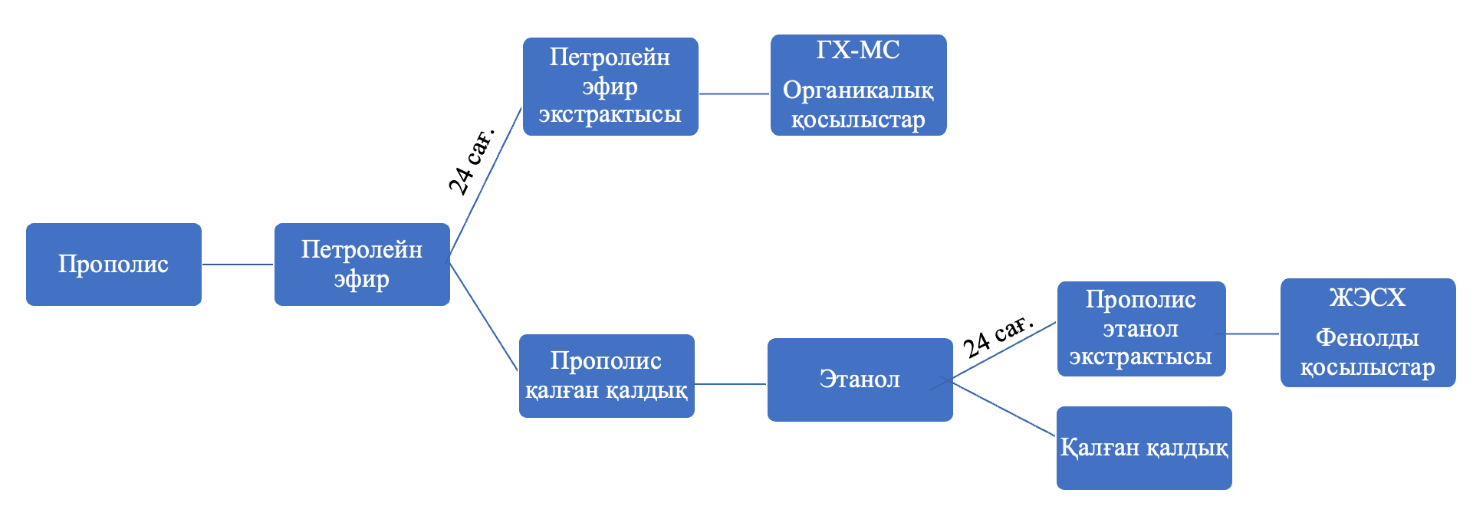 Прополис
Петролейн
эфир
24 сағ.
Петролейн
эфир
экстрактысы
ГХ-МС
Органикалық
қосылыстар
Прополис
қалған қалдық
Этанол
24 сағ.
Прополис
этанол
экстрактысы
ЖЭСХ
Фенолды
қосылыстар
Қалған қалдық